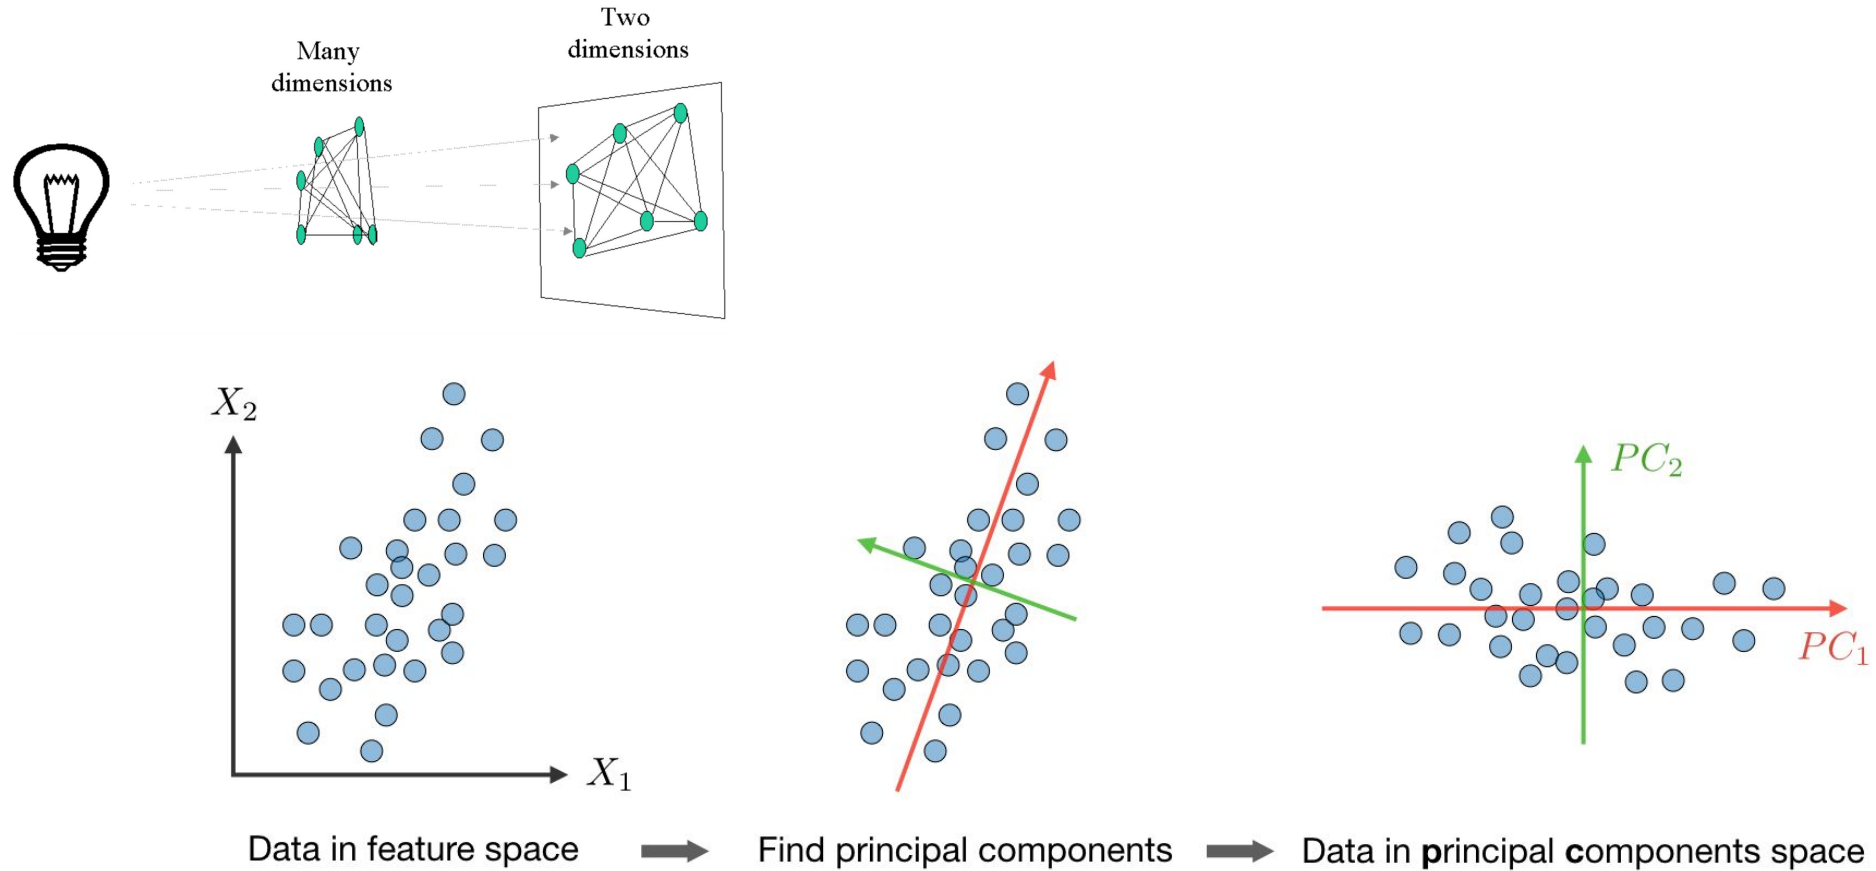 Many
dimensions
Two
dimensions
X₂
X₁
PC₂
PC₁
Data in feature space
Find principal components
Data in principal components space